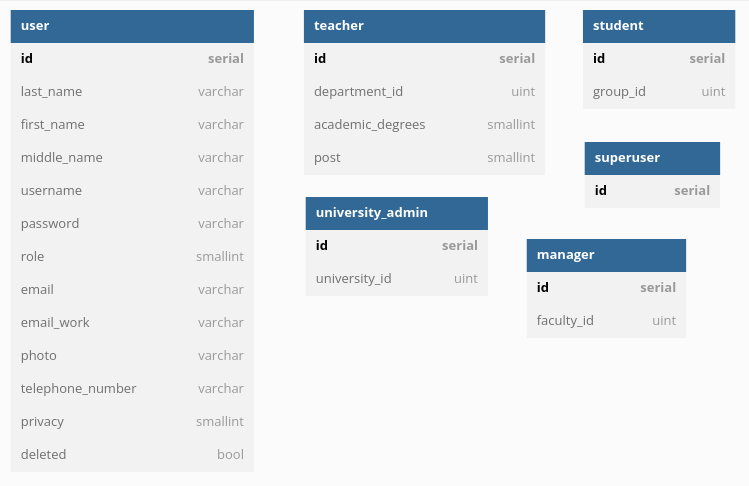 user
id serial
last_name varchar
first_name varchar
middle_name varchar
username varchar
password varchar
role smallint
email varchar
email_work varchar
photo varchar
telephone_number varchar
privacy smallint
deleted bool
teacher
id serial
department_id uint
academic_degrees smallint
post smallint
student
id serial
group_id uint
superuser
id serial
university_admin
id serial
university_id uint
manager
id serial
faculty_id uint